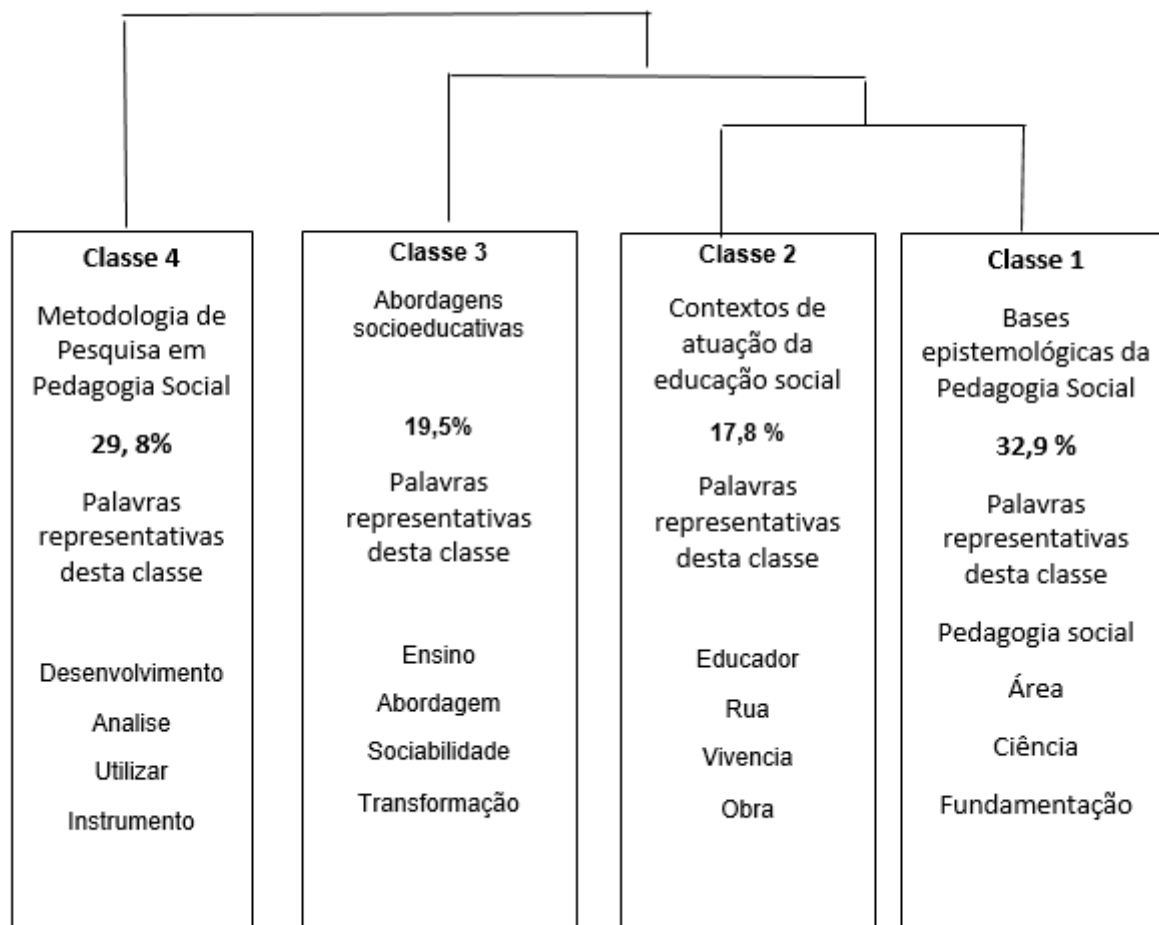 Classe 4
Metodologia de
Pesquisa em
Pedagogia Social
29, 8%
Palavras
representativas
desta classe
Desenvolvimento
Analise
Utilizar
Instrumento
Classe 3
Abordagens
socioeducativas
19,5%
Palavras
representativas
desta classe
Ensino
Abordagem
Sociabilidade
Transformação
Classe 2
Contextos de
atuação da
educação social
17,8 %
Palavras
representativas
desta classe
Educador
Rua
Vivencia
Obra
Classe 1
Bases
epistemológicas da
Pedagogia Social
32,9 %
Palavras
representativas
desta classe
Pedagogia social
Área
Ciência
Fundamentação